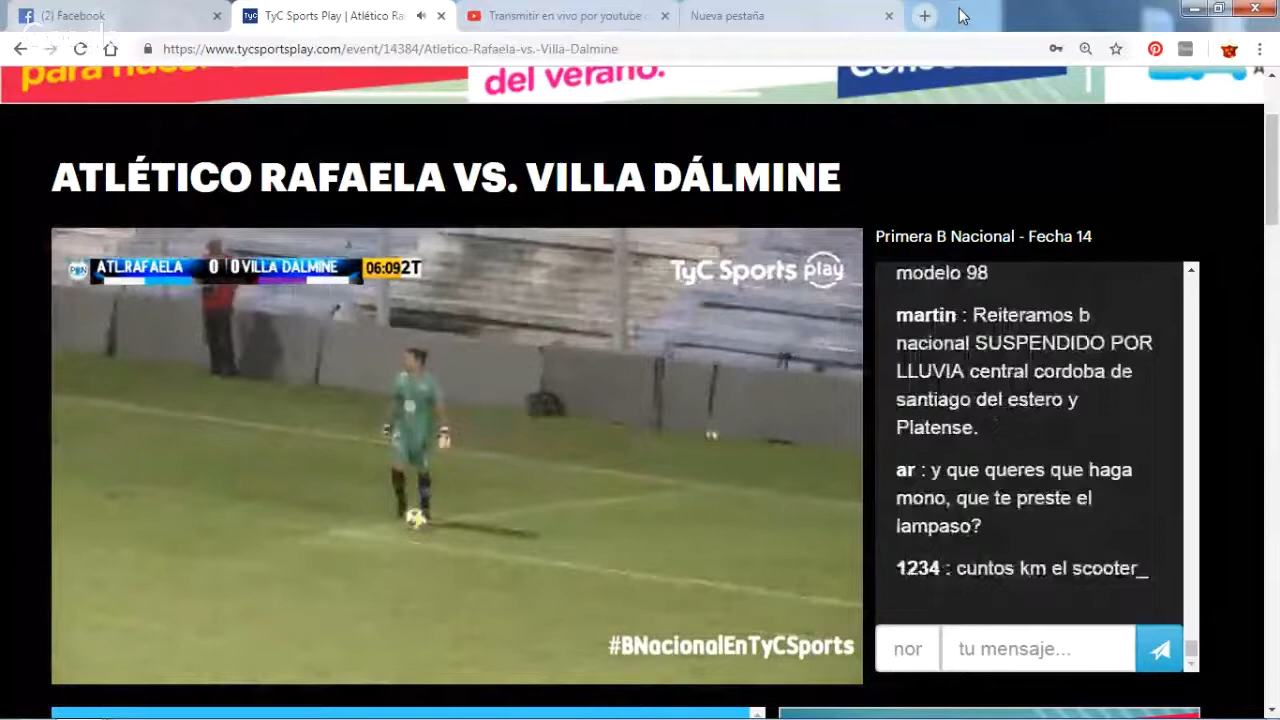 (2) Facebook
TyC Sports Play | Atlético Ra
Transmitir en vivo por youtube
Nueva pestaña
https://www.tycsportsplay.com/event/14384/Atletico-Rafaela-vs.-Villa-Dalmine
del verano.
ATLÉTICO RAFAELA VS. VILLA DÁLMINE
ATL.RAFAELA 0 0 VILLA DALMINE 06:09 2T
TyC Sports play
#BNacionalEnTyCSports
Primera B Nacional - Fecha 14
modelo 98
martin : Reiteramos b
nacional SUSPENDIDO POR
LLUVIA central cordoba de
santiago del estero y
Platense.
ar : y que queres que haga
mono, que te preste el
lampaso?
1234 : cuntos km el scooter_
nor
tu mensaje...